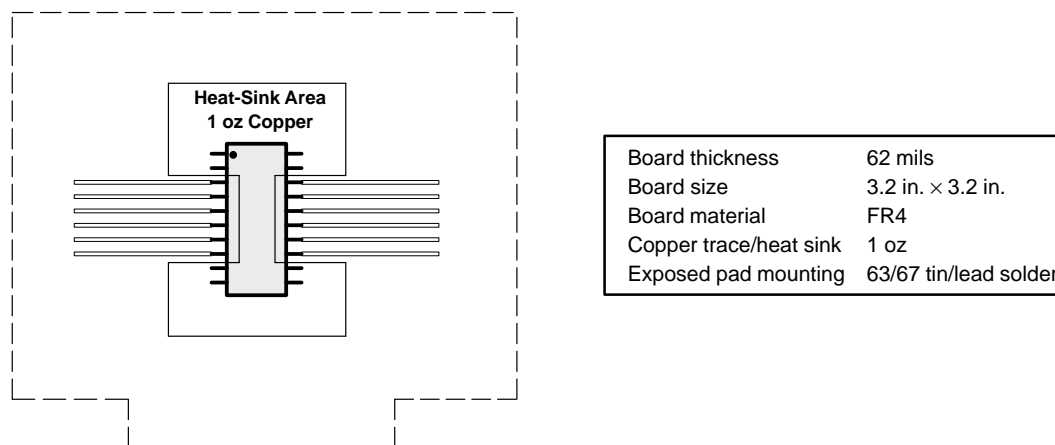 Heat-Sink Area
1 oz Copper
Board thickness 62 mils
Board size 3.2 in. × 3.2 in.
Board material FR4
Copper trace/heat sink 1 oz
Exposed pad mounting 63/67 tin/lead solder